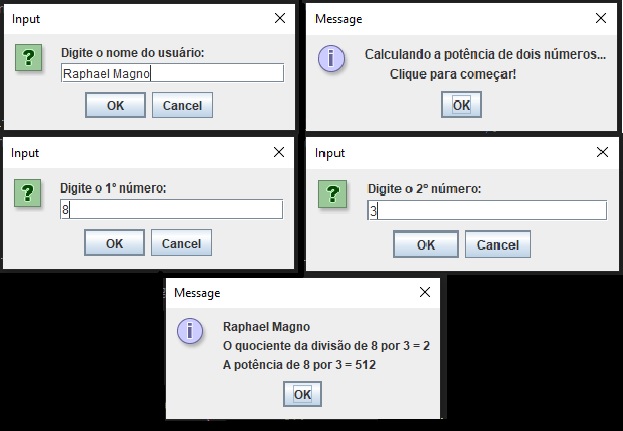 Input
Digite o nome do usuário:
Raphael Magno
OK Cancel
Message
Calculando a potência de dois números...
Clique para começar!
OK
Input
Digite o 1º número:
8
OK Cancel
Input
Digite o 2º número:
3
OK Cancel
Message
Raphael Magno
O quociente da divisão de 8 por 3 = 2
A potência de 8 por 3 = 512
OK